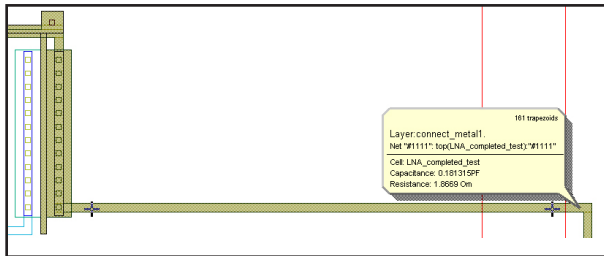 161 trapezoids
Layer:connect_metal1.
Net "#1111": top(LNA_completed_test):"#1111"
Cell: LNA_completed_test
Capacitance: 0.181315PF
Resistance: 1.8669 Om